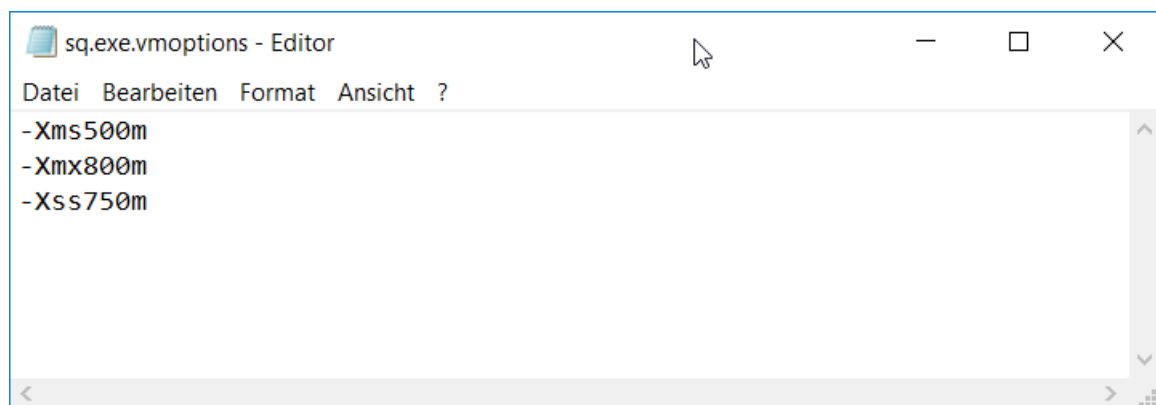 sq.exe.vmoptions - Editor
Datei Bearbeiten Format Ansicht ?
-Xms500m
-Xmx800m
-Xss750m